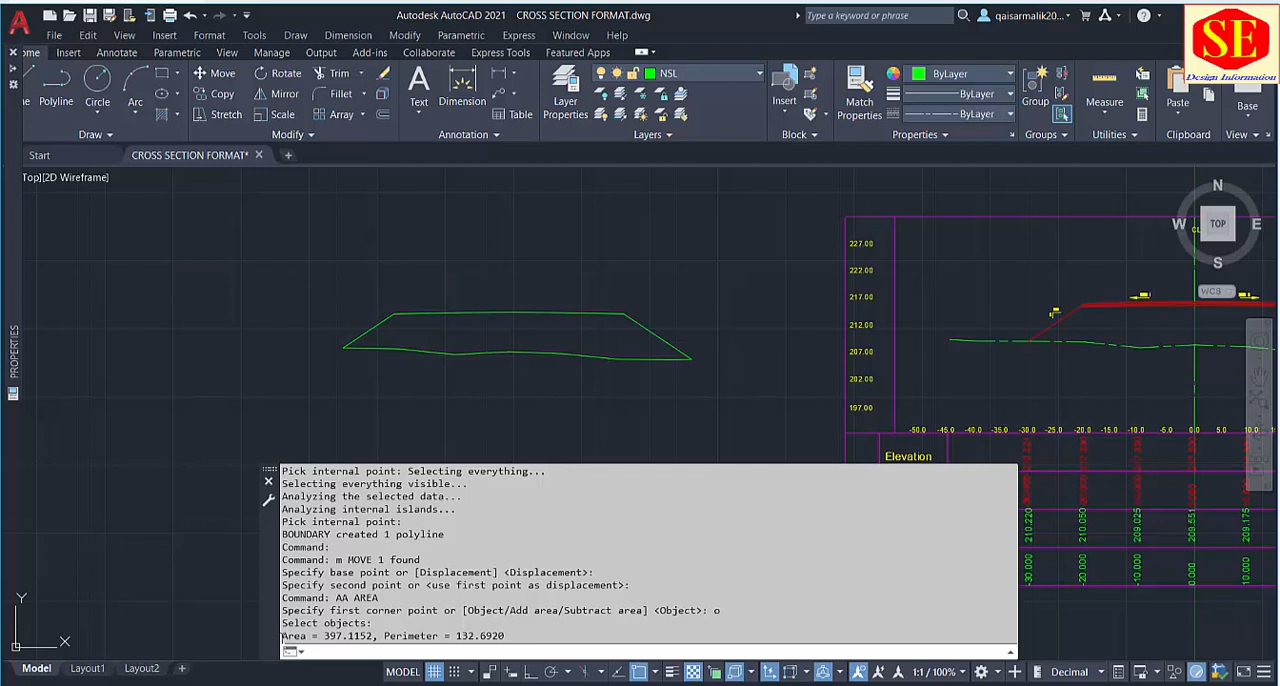 Autodesk AutoCAD 2021 CROSS SECTION FORMAT.dwg
Type a keyword or phrase
qaisarmalik20...
SE
Design Information
File Edit View Insert Format Tools Draw Dimension Modify Parametric Express Window Help
ome Insert Annotate Parametric View Manage Output Add-ins Collaborate Express Tools Featured Apps
Polyline Circle Arc
Move Rotate Trim
Copy Mirror Fillet
Stretch Scale Array
Text Dimension Table
Layer Properties
NSL
Insert
Match Properties
ByLayer
ByLayer
ByLayer
Group
Measure
Paste
Base
Draw Modify Annotation Layers Block Properties Groups Utilities Clipboard View
Start CROSS SECTION FORMAT*
Top][2D Wireframe]
N
W TOP E
S
WCS
PROPERTIES
227.00
222.00
217.00
212.00
207.00
202.00
197.00
-50.0 -45.0 -40.0 -35.0 -30.0 -25.0 -20.0 -15.0 -10.0 -5.0 0.0 5.0 10.0
Elevation
210.220 210.050 209.025 209.551 209.175
-30.000 -20.000 -10.000 0.000 10.000
Pick internal point: Selecting everything...
Selecting everything visible...
Analyzing the selected data...
Analyzing internal islands...
Pick internal point:
BOUNDARY created 1 polyline
Command:
Command: m MOVE 1 found
Specify base point or [Displacement] <Displacement>:
Specify second point or <use first point as displacement>:
Command: AA AREA
Specify first corner point or [Object/Add area/Subtract area] <Object>: o
Select objects:
Area = 397.1152, Perimeter = 132.6920
Y
X
Model Layout1 Layout2
MODEL 1:1 / 100% Decimal